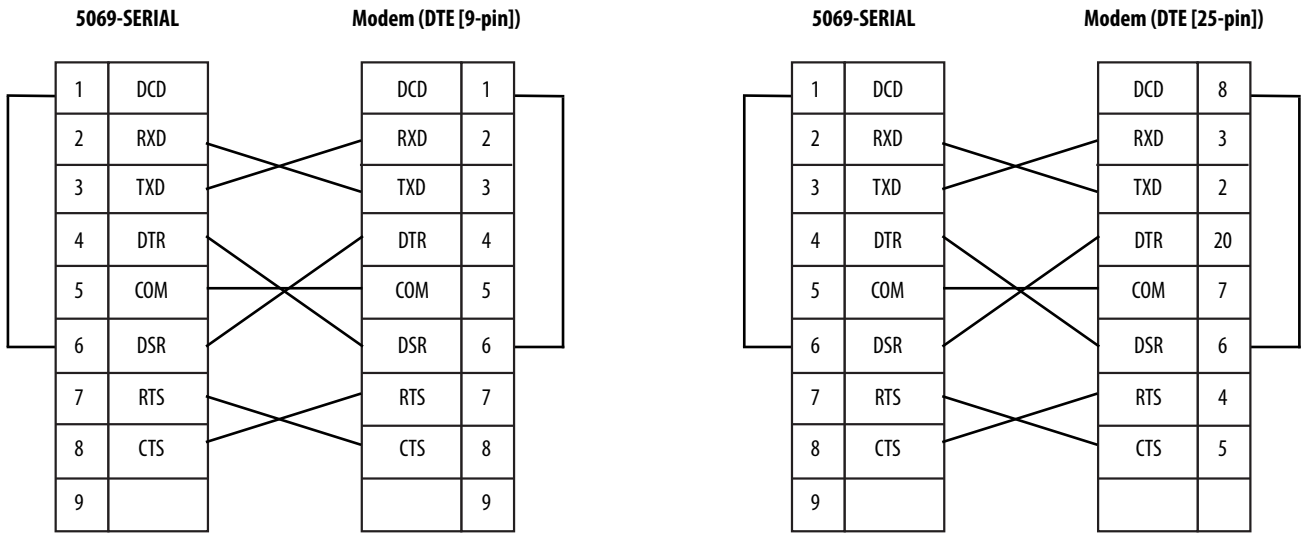 5069-SERIAL Modem (DTE [9-pin])
1 DCD DCD 1
2 RXD RXD 2
3 TXD TXD 3
4 DTR DTR 4
5 COM COM 5
6 DSR DSR 6
7 RTS RTS 7
8 CTS CTS 8
9 9
5069-SERIAL Modem (DTE [25-pin])
1 DCD DCD 8
2 RXD RXD 3
3 TXD TXD 2
4 DTR DTR 20
5 COM COM 7
6 DSR DSR 6
7 RTS RTS 4
8 CTS CTS 5
9